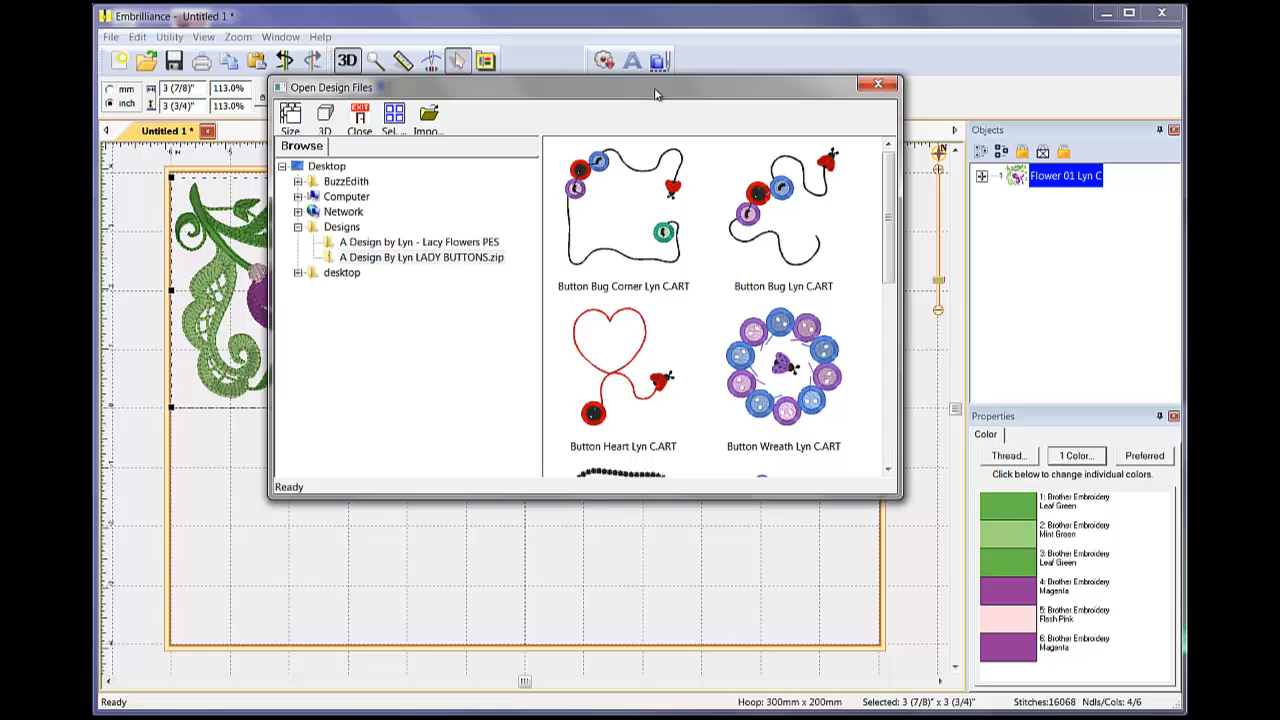 Embrilliance - Untitled 1 *
File Edit Utility View Zoom Window Help
3D
mm 3 (7/8)" 113.0%
inch 3 (3/4)" 113.0%
Untitled 1 *
Open Design Files
Size 3D Close Sel... Impo...
Browse
Desktop
BuzzEdith
Computer
Network
Designs
A Design by Lyn - Lacy Flowers PES
A Design By Lyn LADY BUTTONS.zip
desktop
Button Bug Corner Lyn C.ART Button Bug Lyn C.ART
Button Heart Lyn C.ART Button Wreath Lyn C.ART
Ready
Objects
1 Flower 01 Lyn C
Properties
Color
Thread... 1 Color... Preferred
Click below to change individual colors.
1: Brother Embroidery
Leaf Green
2: Brother Embroidery
Mint Green
3: Brother Embroidery
Leaf Green
4: Brother Embroidery
Magenta
5: Brother Embroidery
Flesh Pink
6: Brother Embroidery
Magenta
Ready Hoop: 300mm x 200mm Selected: 3 (7/8)" x 3 (3/4)" Stitches:16068 Ndls/Cols: 4/6